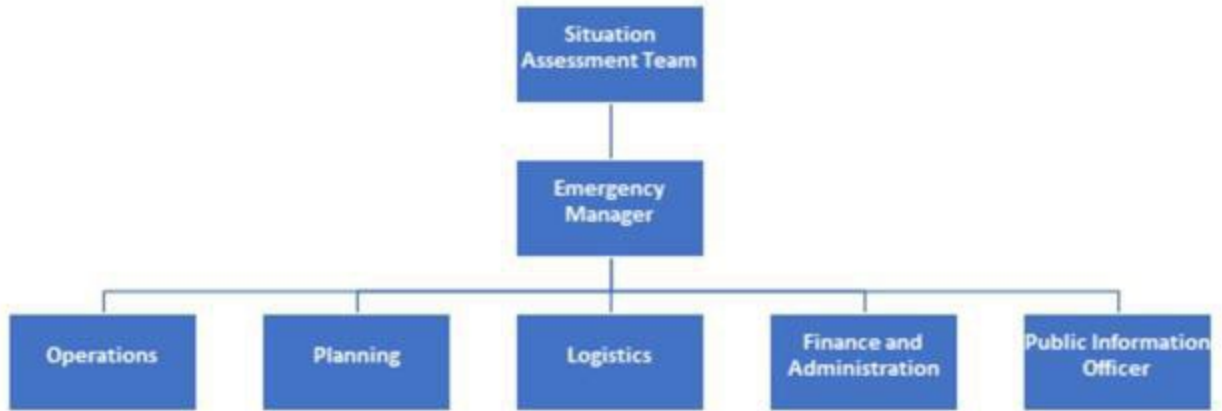 Situation
Assessment Team
Emergency
Manager
Operations
Planning
Logistics
Finance and
Administration
Public Information
Officer